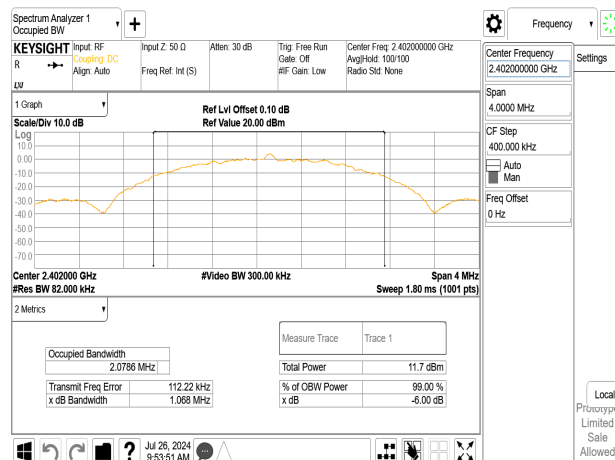 Spectrum Analyzer 1
Occupied BW
Frequency
KEYSIGHT
R
LXI
Input: RF
Coupling: DC
Align: Auto
Input Z: 50 Ω
Freq Ref: Int (S)
Atten: 30 dB
Trig: Free Run
Gate: Off
#IF Gain: Low
Center Freq: 2.402000000 GHz
Avg|Hold: 100/100
Radio Std: None
Center Frequency
2.402000000 GHz
Settings
Span
4.0000 MHz
CF Step
400.000 kHz
Auto
Man
Freq Offset
0 Hz
1 Graph
Scale/Div 10.0 dB
Ref Lvl Offset 0.10 dB
Ref Value 20.00 dBm
Log
10.0
0.00
-10.0
-20.0
-30.0
-40.0
-50.0
-60.0
-70.0
Center 2.402000 GHz
#Res BW 82.000 kHz
#Video BW 300.00 kHz
Span 4 MHz
Sweep 1.80 ms (1001 pts)
2 Metrics
Measure Trace Trace 1
Occupied Bandwidth
2.0786 MHz
Total Power 11.7 dBm
Transmit Freq Error 112.22 kHz
% of OBW Power 99.00 %
x dB Bandwidth 1.068 MHz
x dB -6.00 dB
Local
Prototype
Limited
Sale
Allowed
?
Jul 26, 2024
9:53:51 AM